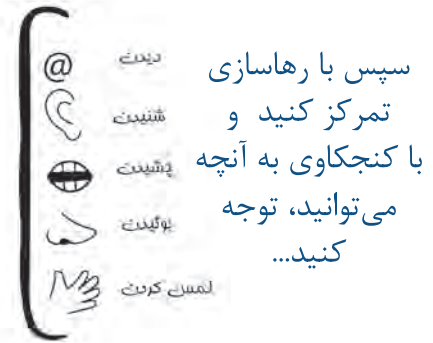 سپس با رهاسازی
تمرکز کنید و
با کنجکاوی به آنچه
می‌توانید، توجه
کنید...
@ دیدن
شنیدن
چشیدن
بوئیدن
لمس کردن